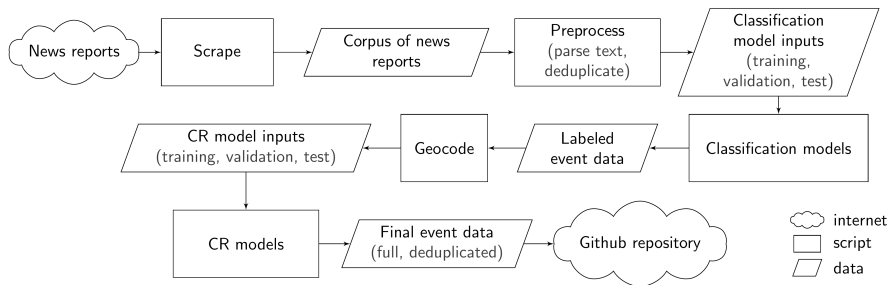 News reports
Scrape
Corpus of news
reports
Preprocess
(parse text,
deduplicate)
Classification
model inputs
(training,
validation, test)
CR model inputs
(training, validation, test)
Geocode
Labeled
event data
Classification models
CR models
Final event data
(full, deduplicated)
Github repository
internet
script
data